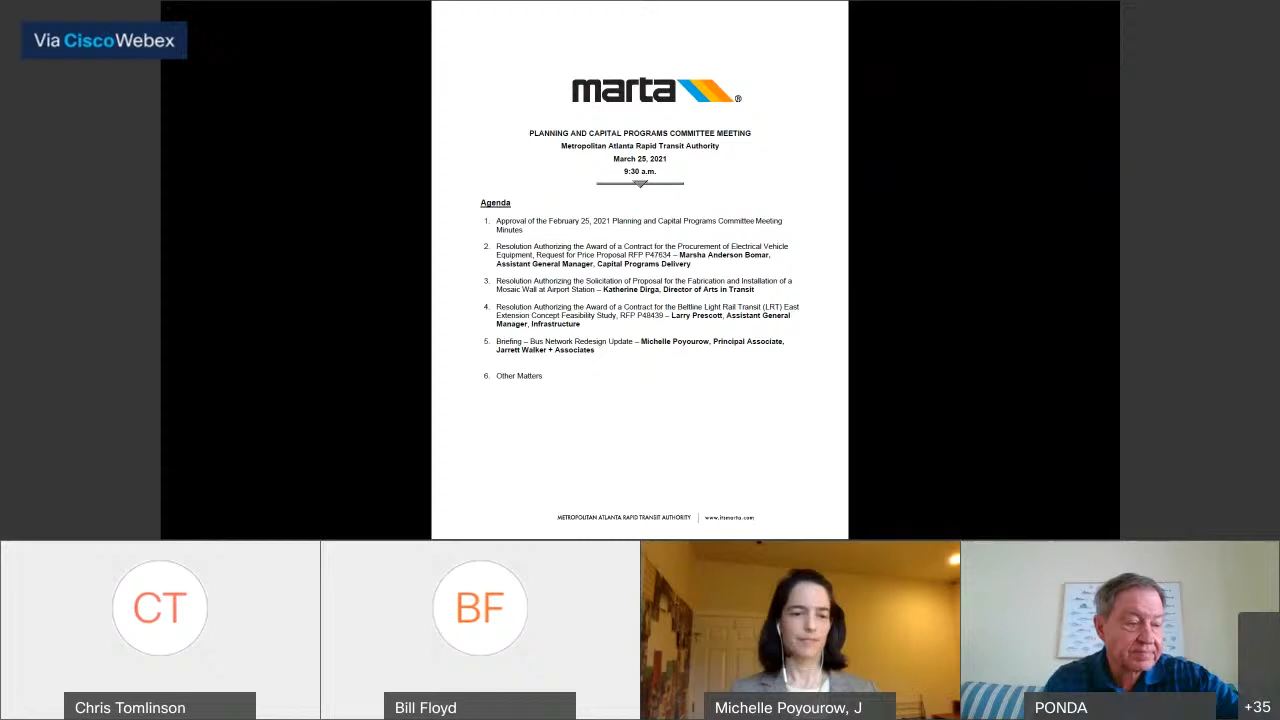 Via CiscoWebex
marta ®
PLANNING AND CAPITAL PROGRAMS COMMITTEE MEETING
Metropolitan Atlanta Rapid Transit Authority
March 25, 2021
9:30 a.m.
Agenda
1. Approval of the February 25, 2021 Planning and Capital Programs Committee Meeting
Minutes
2. Resolution Authorizing the Award of a Contract for the Procurement of Electrical Vehicle
Equipment, Request for Price Proposal RFP P47634 – Marsha Anderson Bomar,
Assistant General Manager, Capital Programs Delivery
3. Resolution Authorizing the Solicitation of Proposal for the Fabrication and Installation of a
Mosaic Wall at Airport Station – Katherine Dirga, Director of Arts in Transit
4. Resolution Authorizing the Award of a Contract for the Beltline Light Rail Transit (LRT) East
Extension Concept Feasibility Study, RFP P48439 – Larry Prescott, Assistant General
Manager, Infrastructure
5. Briefing – Bus Network Redesign Update – Michelle Poyourow, Principal Associate,
Jarrett Walker + Associates
6. Other Matters
METROPOLITAN ATLANTA RAPID TRANSIT AUTHORITY | www.itsmarta.com
CT
BF
Chris Tomlinson
Bill Floyd
Michelle Poyourow, J
PONDA
+35